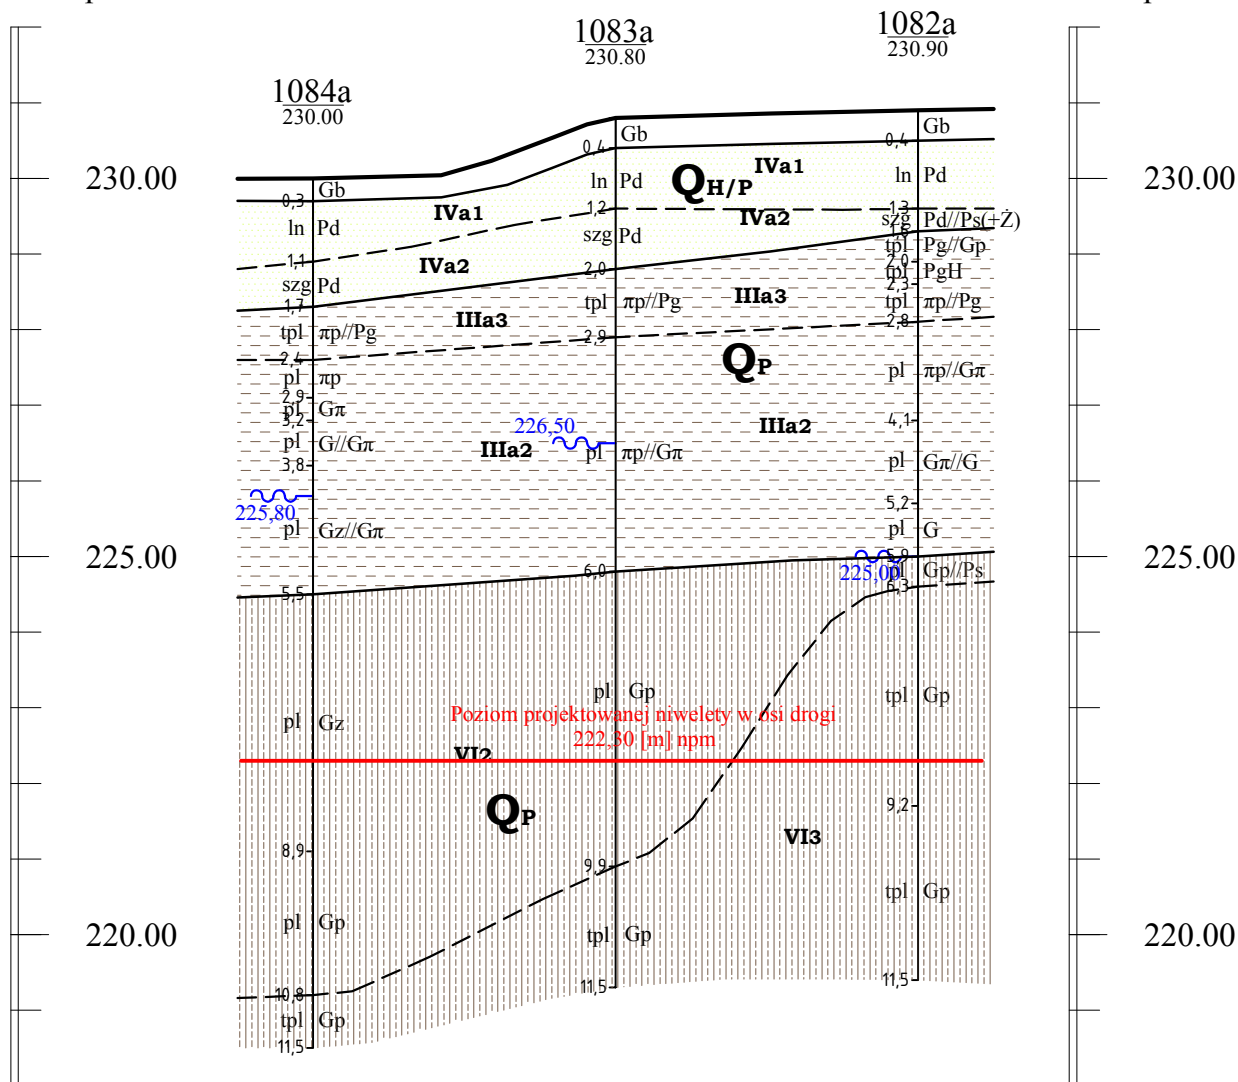 1083a
230.80
1082a
230.90
1084a
230.00
230.00
230.00
225.00
225.00
220.00
220.00
Gb
0,3
ln Pd
1,1
szg Pd
1,7
tpl πp//Pg
2,4
pl πp
2,9
pl Gπ
3,2
pl G//Gπ
3,8
225,80
pl Gz//Gπ
5,5
pl Gz
8,9
pl Gp
10,8
tpl Gp
11,5
Gb
0,4
ln Pd
1,2
szg Pd
2,0
tpl πp//Pg
2,9
226,50
pl πp//Gπ
6,0
pl Gp
9,9
tpl Gp
11,5
Gb
0,4
ln Pd
1,3
szg Pd//Ps(+Ż)
1,6
tpl Pg//Gp
2,0
tpl PgH
2,3
tpl πp//Pg
2,8
pl πp//Gπ
4,1
pl Gπ//G
5,2
pl G
5,9
225,00
pl Gp//Ps
6,3
tpl Gp
9,2
tpl Gp
11,5
IVa1
IVa1
QH/P
IVa2
IVa2
IIIa3
IIIa3
QP
IIIa2
IIIa2
Poziom projektowanej niwelety w osi drogi
222,30 [m] npm
VI2
QP
VI3